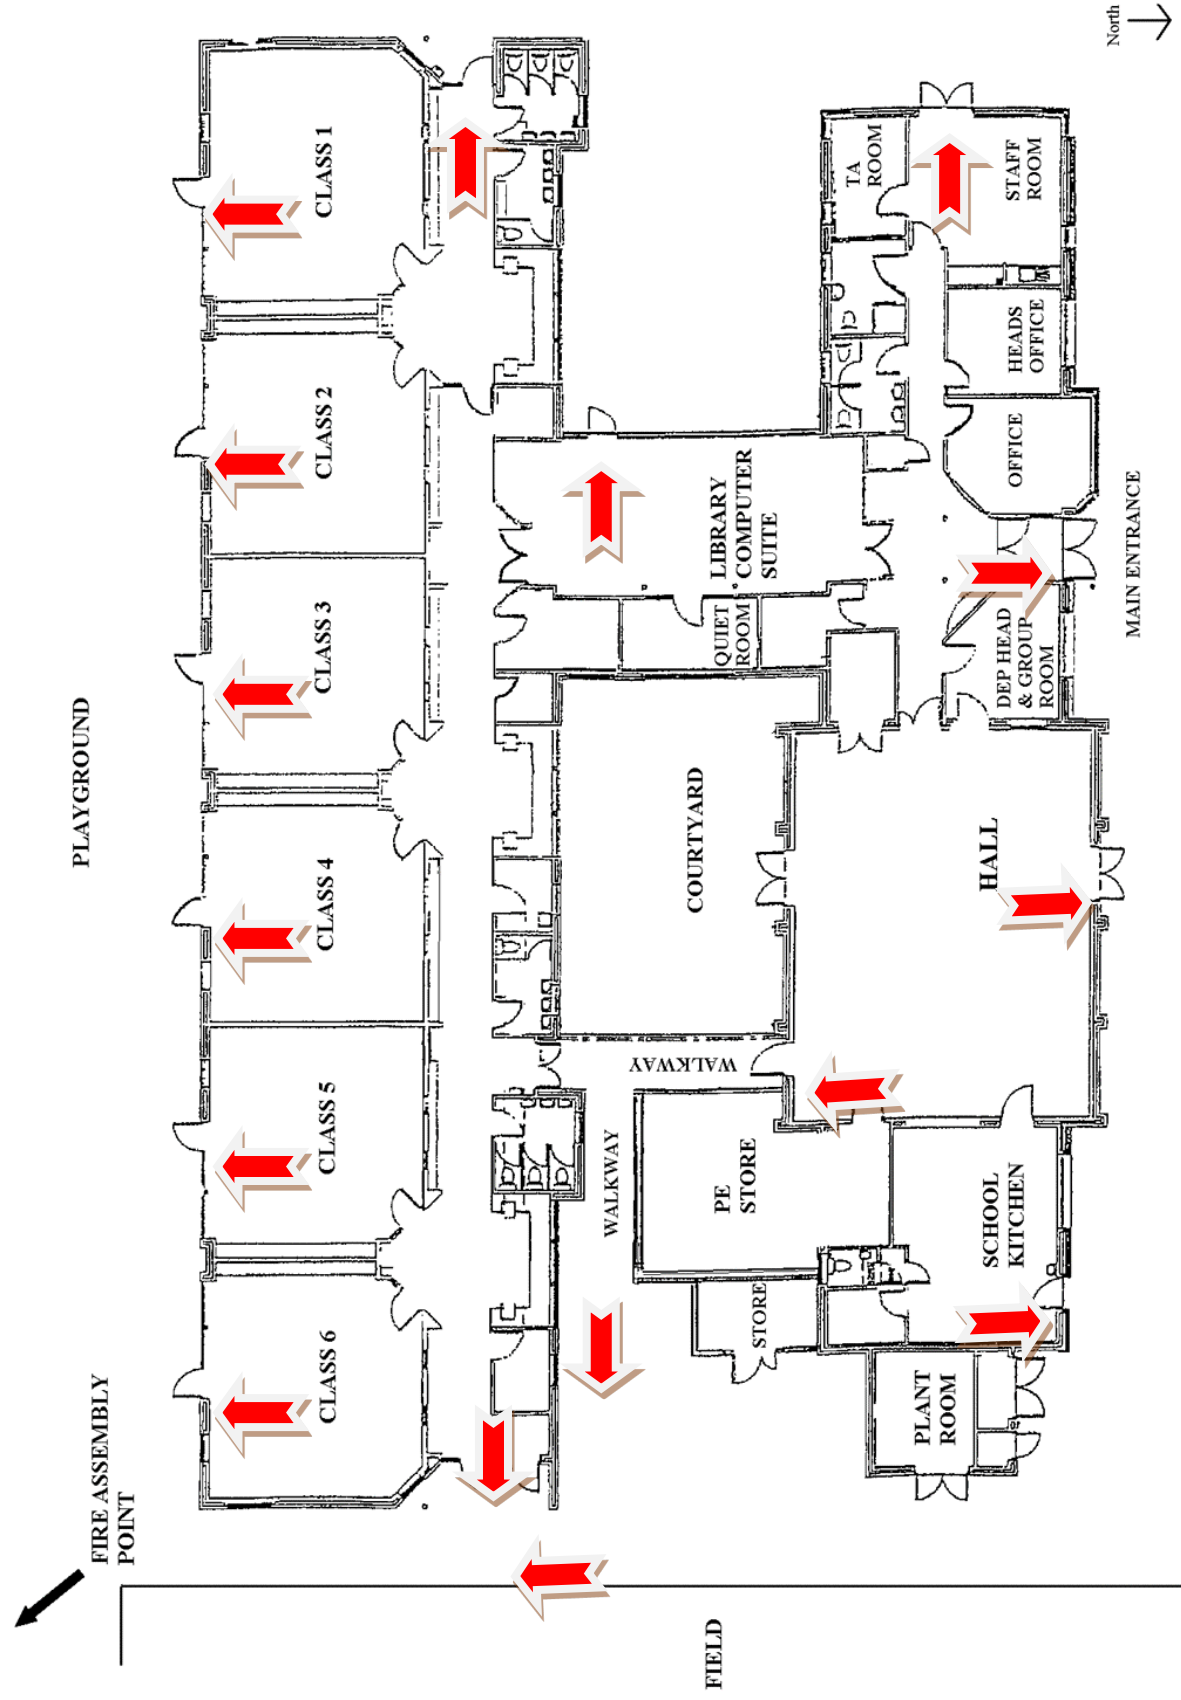 PLAYGROUND
FIRE ASSEMBLY
POINT
CLASS 6
CLASS 5
CLASS 4
CLASS 3
CLASS 2
CLASS 1
WALKWAY
WALKWAY
FIELD
STORE
PE
STORE
COURTYARD
QUIET
ROOM
LIBRARY
COMPUTER
SUITE
TA
ROOM
PLANT
ROOM
SCHOOL
KITCHEN
HALL
DEP HEAD
& GROUP
ROOM
OFFICE
HEADS
OFFICE
STAFF
ROOM
MAIN ENTRANCE
North